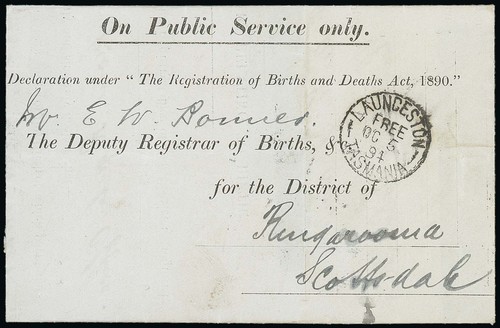 On Public Service only.
Declaration under "The Registration of Births and Deaths Act, 1890."
Mr E W Bonner.
The Deputy Registrar of Births, &
LAUNCESTON
FREE
OC 5
94
TASMANIA
for the District of
Ringarooma
Scottsdale